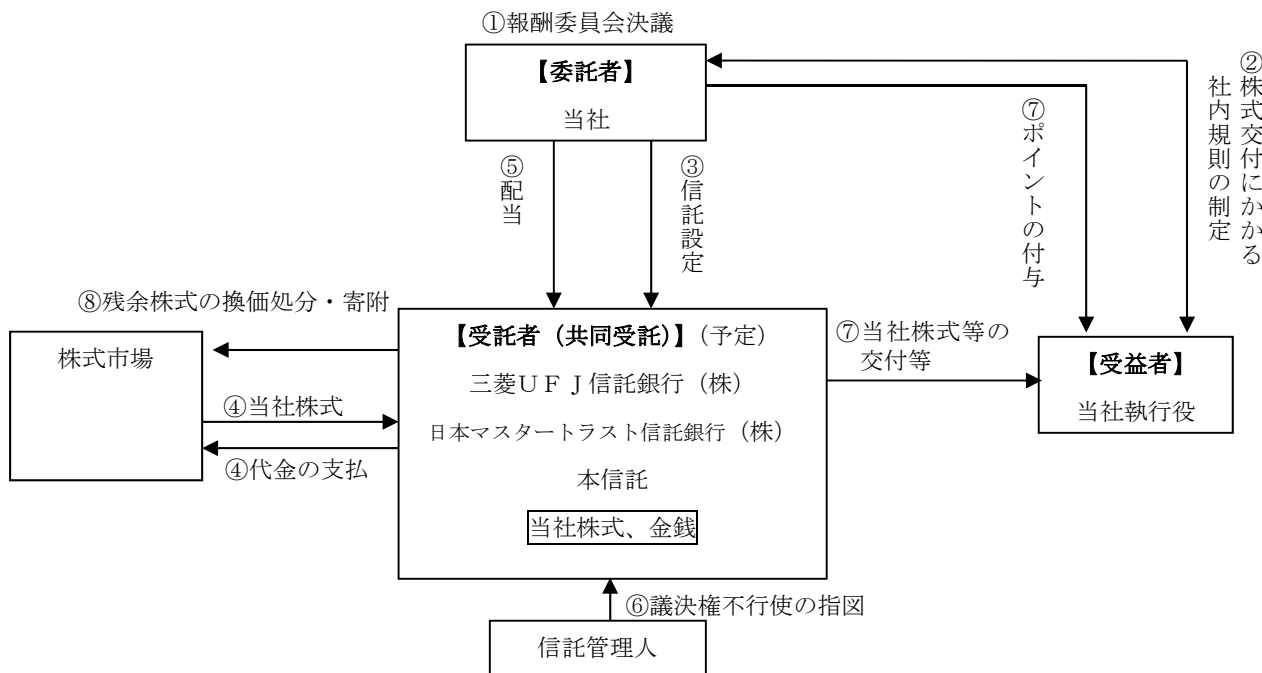 ①報酬委員会決議
【委託者】
当社
②株式交付にかかる
社内規則の制定
⑦ポイントの付与
⑤配当
③信託設定
⑧残余株式の換価処分・寄附
株式市場
④当社株式
④代金の支払
【受託者（共同受託）】（予定）
三菱ＵＦＪ信託銀行（株）
日本マスタートラスト信託銀行（株）
本信託
当社株式、金銭
⑦当社株式等の
交付等
【受益者】
当社執行役
⑥議決権不行使の指図
信託管理人